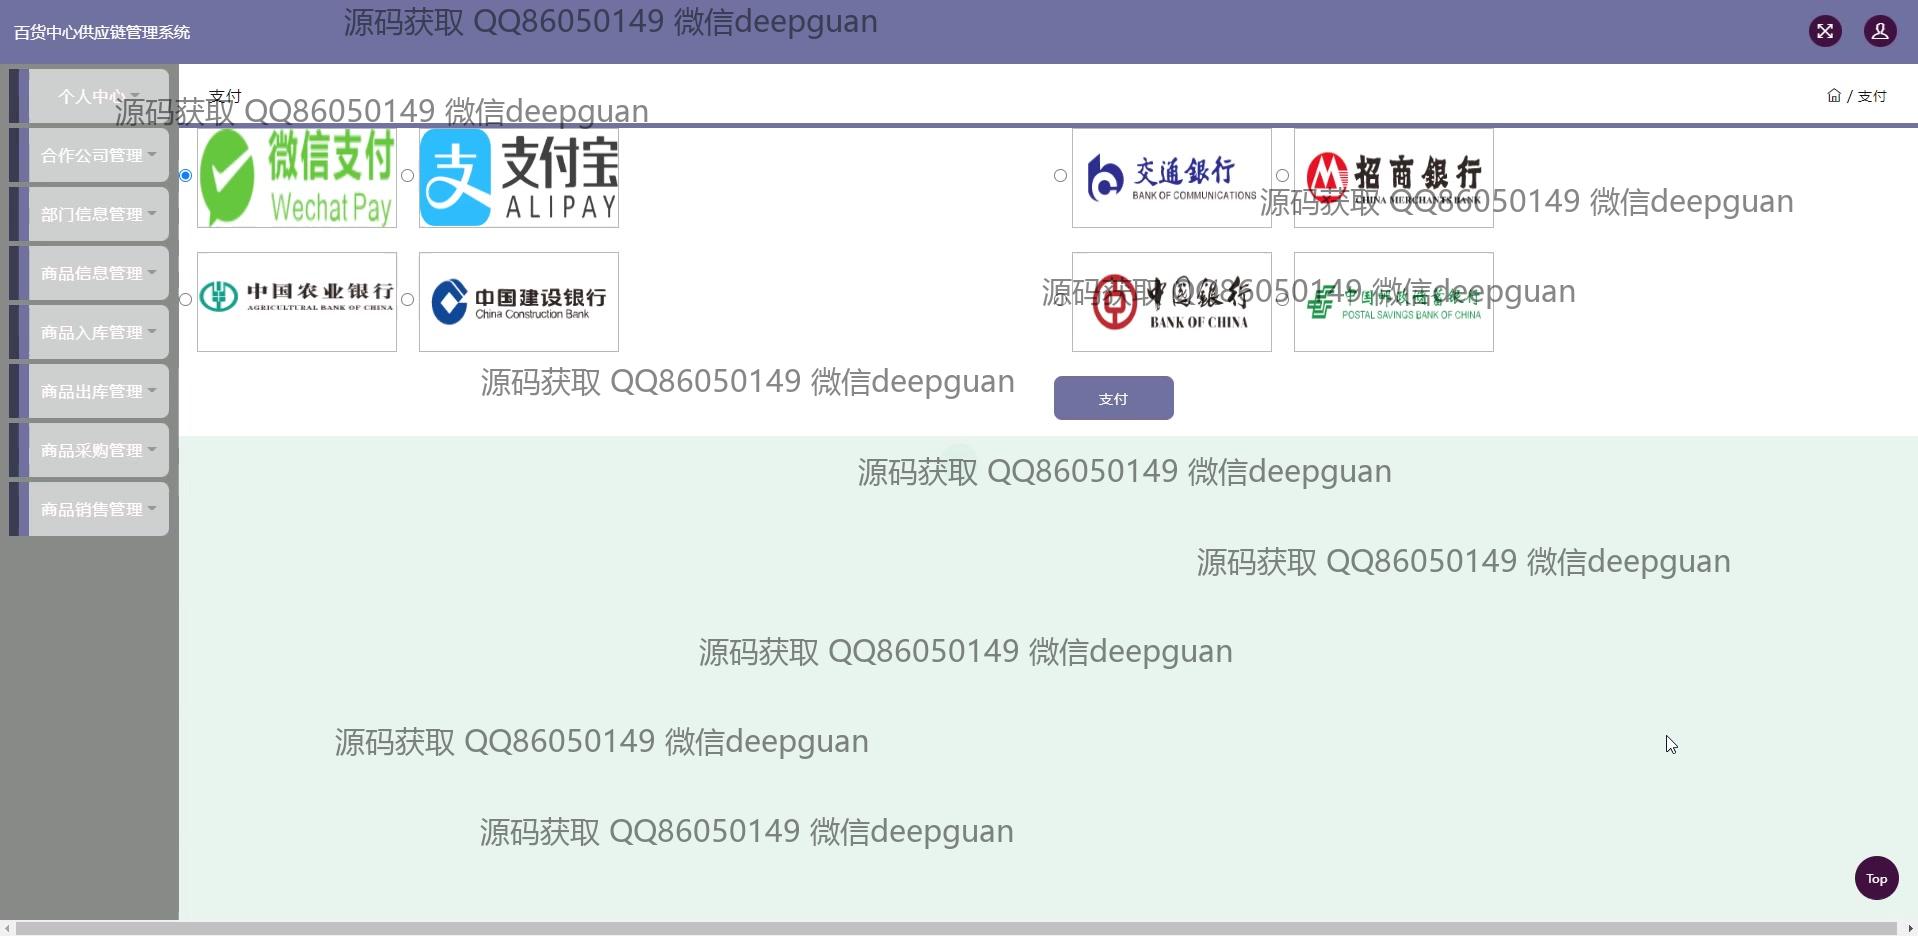 百货中心供应链管理系统
源码获取 QQ86050149 微信deepguan
个人中心
支付
/ 支付
源码获取 QQ86050149 微信deepguan
合作公司管理
微信支付
Wechat Pay
支
支付宝
ALIPAY
交通銀行
BANK OF COMMUNICATIONS
招商銀行
CHINA MERCHANTS BANK
源码获取 QQ86050149 微信deepguan
部门信息管理
商品信息管理
中国农业银行
AGRICULTURAL BANK OF CHINA
中国建设银行
China Construction Bank
中國銀行
BANK OF CHINA
中国邮政储蓄银行
POSTAL SAVINGS BANK OF CHINA
源码获取 QQ86050149 微信deepguan
商品入库管理
商品出库管理
源码获取 QQ86050149 微信deepguan
支付
商品采购管理
源码获取 QQ86050149 微信deepguan
商品销售管理
源码获取 QQ86050149 微信deepguan
源码获取 QQ86050149 微信deepguan
源码获取 QQ86050149 微信deepguan
源码获取 QQ86050149 微信deepguan
Top